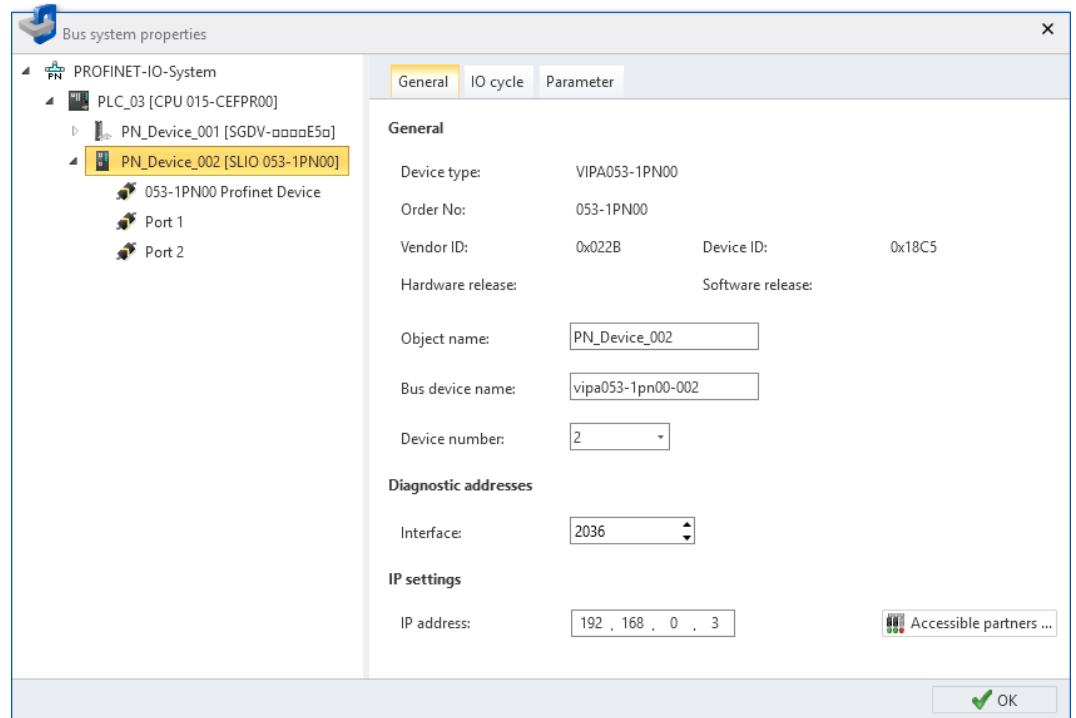 Bus system properties
PROFINET-IO-System
PLC_03 [CPU 015-CEFPR00]
PN_Device_001 [SGDV-□□□□E5□]
PN_Device_002 [SLIO 053-1PN00]
053-1PN00 Profinet Device
Port 1
Port 2
General IO cycle Parameter
General
Device type: VIPA053-1PN00
Order No: 053-1PN00
Vendor ID: 0x022B Device ID: 0x18C5
Hardware release: Software release:
Object name: PN_Device_002
Bus device name: vipa053-1pn00-002
Device number: 2
Diagnostic addresses
Interface: 2036
IP settings
IP address: 192 . 168 . 0 . 3 Accessible partners ...
OK